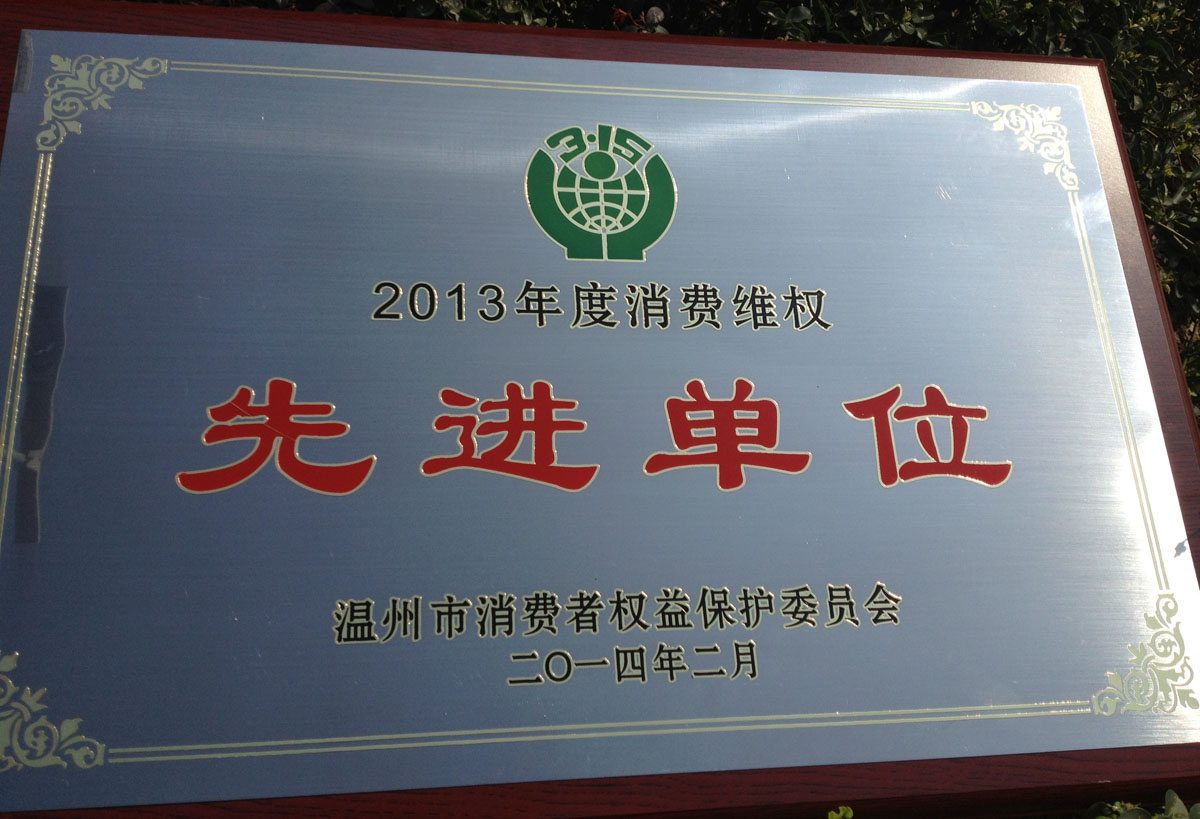 3·15
2013年度消费维权
先进单位
温州市消费者权益保护委员会
二〇一四年二月